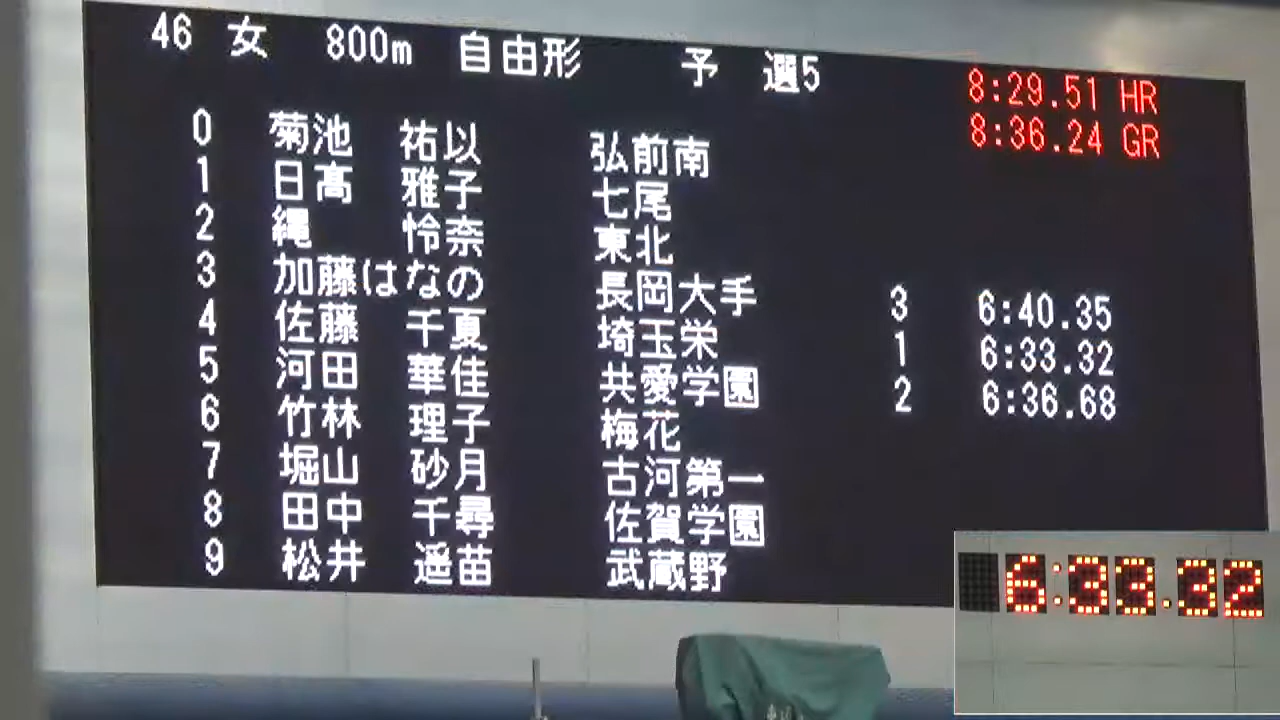 46 女 800m 自由形 予 選5
8:29.51 HR
8:36.24 GR
0 菊池 祐以 弘前南
1 日高 雅子 七尾
2 縄 怜奈 東北
3 加藤はなの 長岡大手 3 6:40.35
4 佐藤 千夏 埼玉栄 1 6:33.32
5 河田 華佳 共愛学園 2 6:36.68
6 竹林 理子 梅花
7 堀山 砂月 古河第一
8 田中 千尋 佐賀学園
9 松井 遥苗 武蔵野
6:33.32